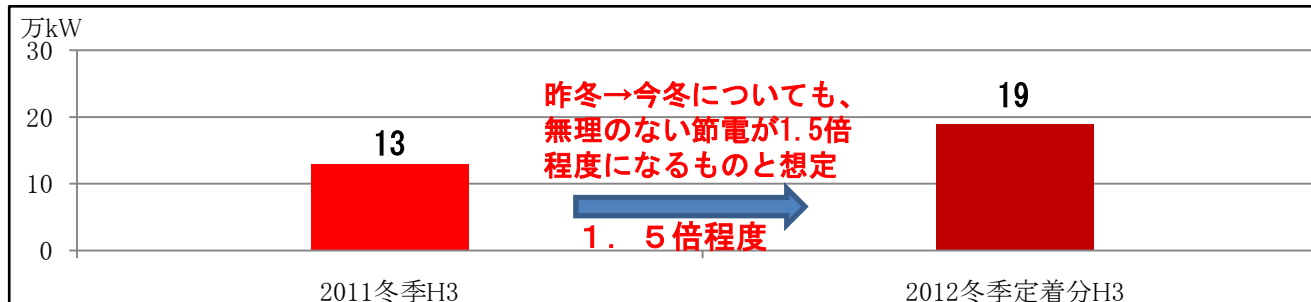 万kW
30
20
10
0
13
昨冬→今冬についても、
無理のない節電が1.5倍
程度になるものと想定
１．５倍程度
19
2011冬季H3
2012冬季定着分H3